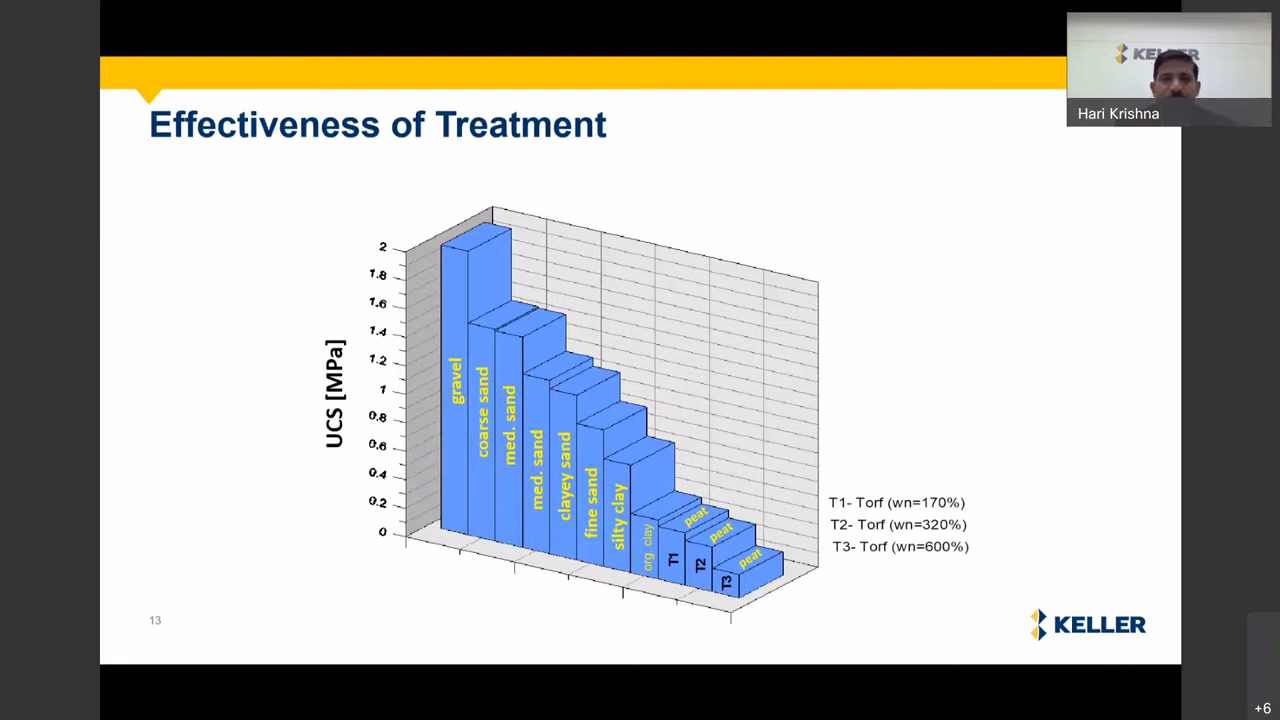 KELLER
Hari Krishna
Effectiveness of Treatment
UCS [MPa]
2
1.8
1.6
1.4
1.2
1
0.8
0.6
0.4
0.2
0
gravel
coarse sand
med. sand
med. sand
clayey sand
fine sand
silty clay
org. clay
T1
peat
T2
peat
T3
peat
T1- Torf (wn=170%)
T2- Torf (wn=320%)
T3- Torf (wn=600%)
13
KELLER
+6